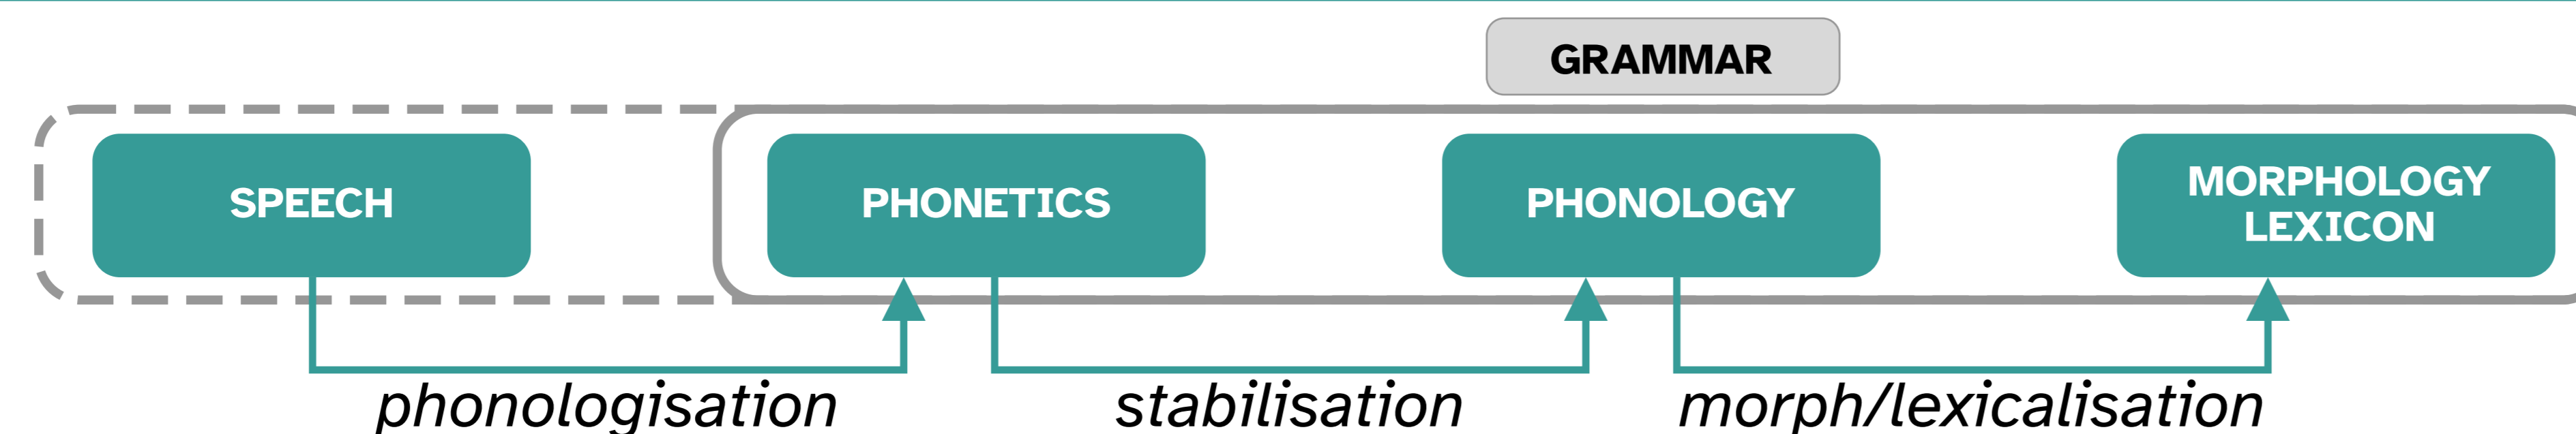 GRAMMAR
SPEECH
PHONETICS
PHONOLOGY
MORPHOLOGY
LEXICON
phonologisation
stabilisation
morph/lexicalisation